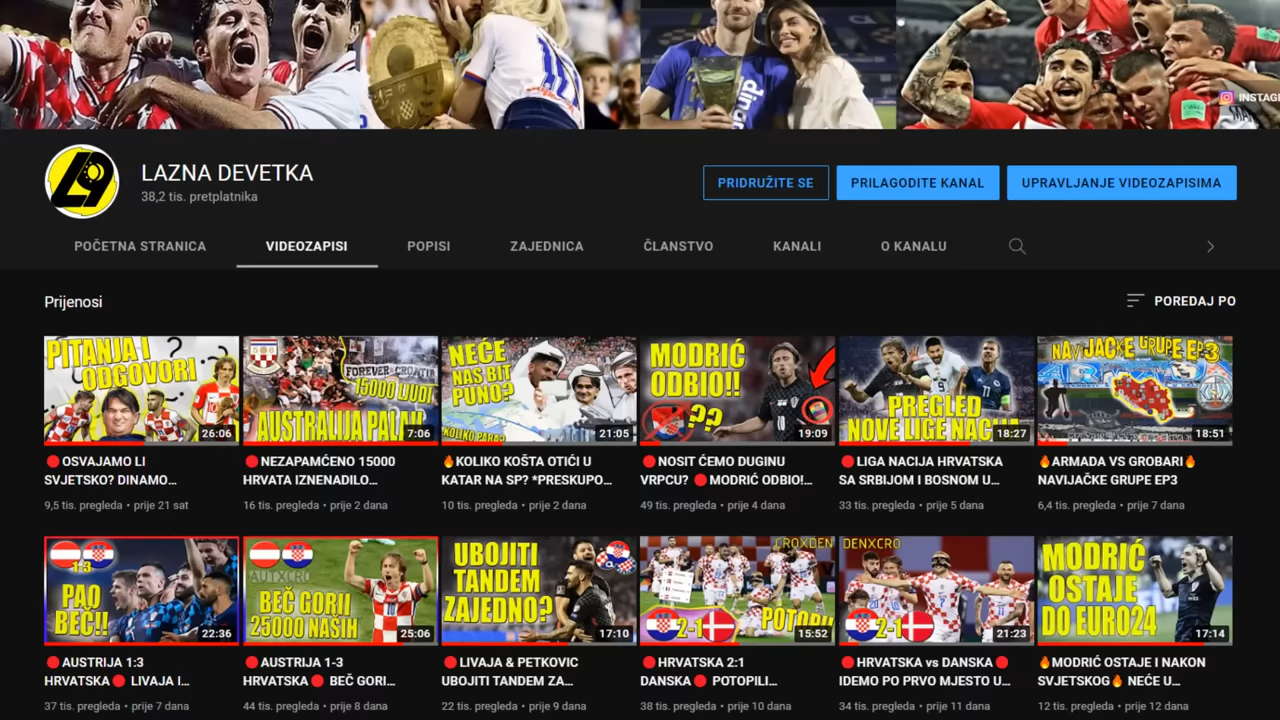 INSTAG
L9
LAZNA DEVETKA
38,2 tis. pretplatnika
PRIDRUŽITE SE
PRILAGODITE KANAL
UPRAVLJANJE VIDEOZAPISIMA
POČETNA STRANICA
VIDEOZAPISI
POPISI
ZAJEDNICA
ČLANSTVO
KANALI
O KANALU
Prijenosi
POREDAJ PO
PITANJA I
ODGOVORI
26:06
FOREVER CROATIA
15000 LJUDI
AUSTRALIJA PALA!!
7:06
NEĆE
NAS BIT
PUNO?
KOLIKO PARA?
21:05
MODRIĆ
ODBIO!!
??
19:09
PREGLED
NOVE LIGE NACIJA
18:27
NAVIJAČKE GRUPE EP3
18:51
🔴OSVAJAMO LI
SVJETSKO? DINAMO...
9,5 tis. pregleda • prije 21 sat
🔴NEZAPAMĆENO 15000
HRVATA IZNENADILO...
16 tis. pregleda • prije 2 dana
🔥KOLIKO KOŠTA OTIĆI U
KATAR NA SP? *PRESKUPO...
10 tis. pregleda • prije 2 dana
🔴NOSIT ĆEMO DUGINU
VRPCU? 🔴MODRIĆ ODBIO!...
49 tis. pregleda • prije 4 dana
🔴LIGA NACIJA HRVATSKA
SA SRBIJOM I BOSNOM U...
33 tis. pregleda • prije 5 dana
🔥ARMADA VS GROBARI🔥
NAVIJAČKE GRUPE EP3
6,4 tis. pregleda • prije 7 dana
1-3
PAO
BEČ!!
22:36
AUTXCRO
BEČ GORI!
25000 NAŠIH
25:06
UBOJITI
TANDEM
ZAJEDNO?
17:10
CROXDEN
2-1
POTOPI
15:52
DENXCRO
2-1
21:23
MODRIĆ
OSTAJE
DO EURO24
17:14
🔴AUSTRIJA 1:3
HRVATSKA🔴 LIVAJA I...
37 tis. pregleda • prije 7 dana
🔴AUSTRIJA 1-3
HRVATSKA🔴 BEČ GORI...
44 tis. pregleda • prije 8 dana
🔴LIVAJA & PETKOVIC
UBOJITI TANDEM ZA...
22 tis. pregleda • prije 9 dana
🔴HRVATSKA 2:1
DANSKA🔴 POTOPILI...
38 tis. pregleda • prije 10 dana
🔴HRVATSKA vs DANSKA🔴
IDEMO PO PRVO MJESTO U...
34 tis. pregleda • prije 11 dana
🔥MODRIĆ OSTAJE I NAKON
SVJETSKOG🔥 NEĆE U...
12 tis. pregleda • prije 12 dana